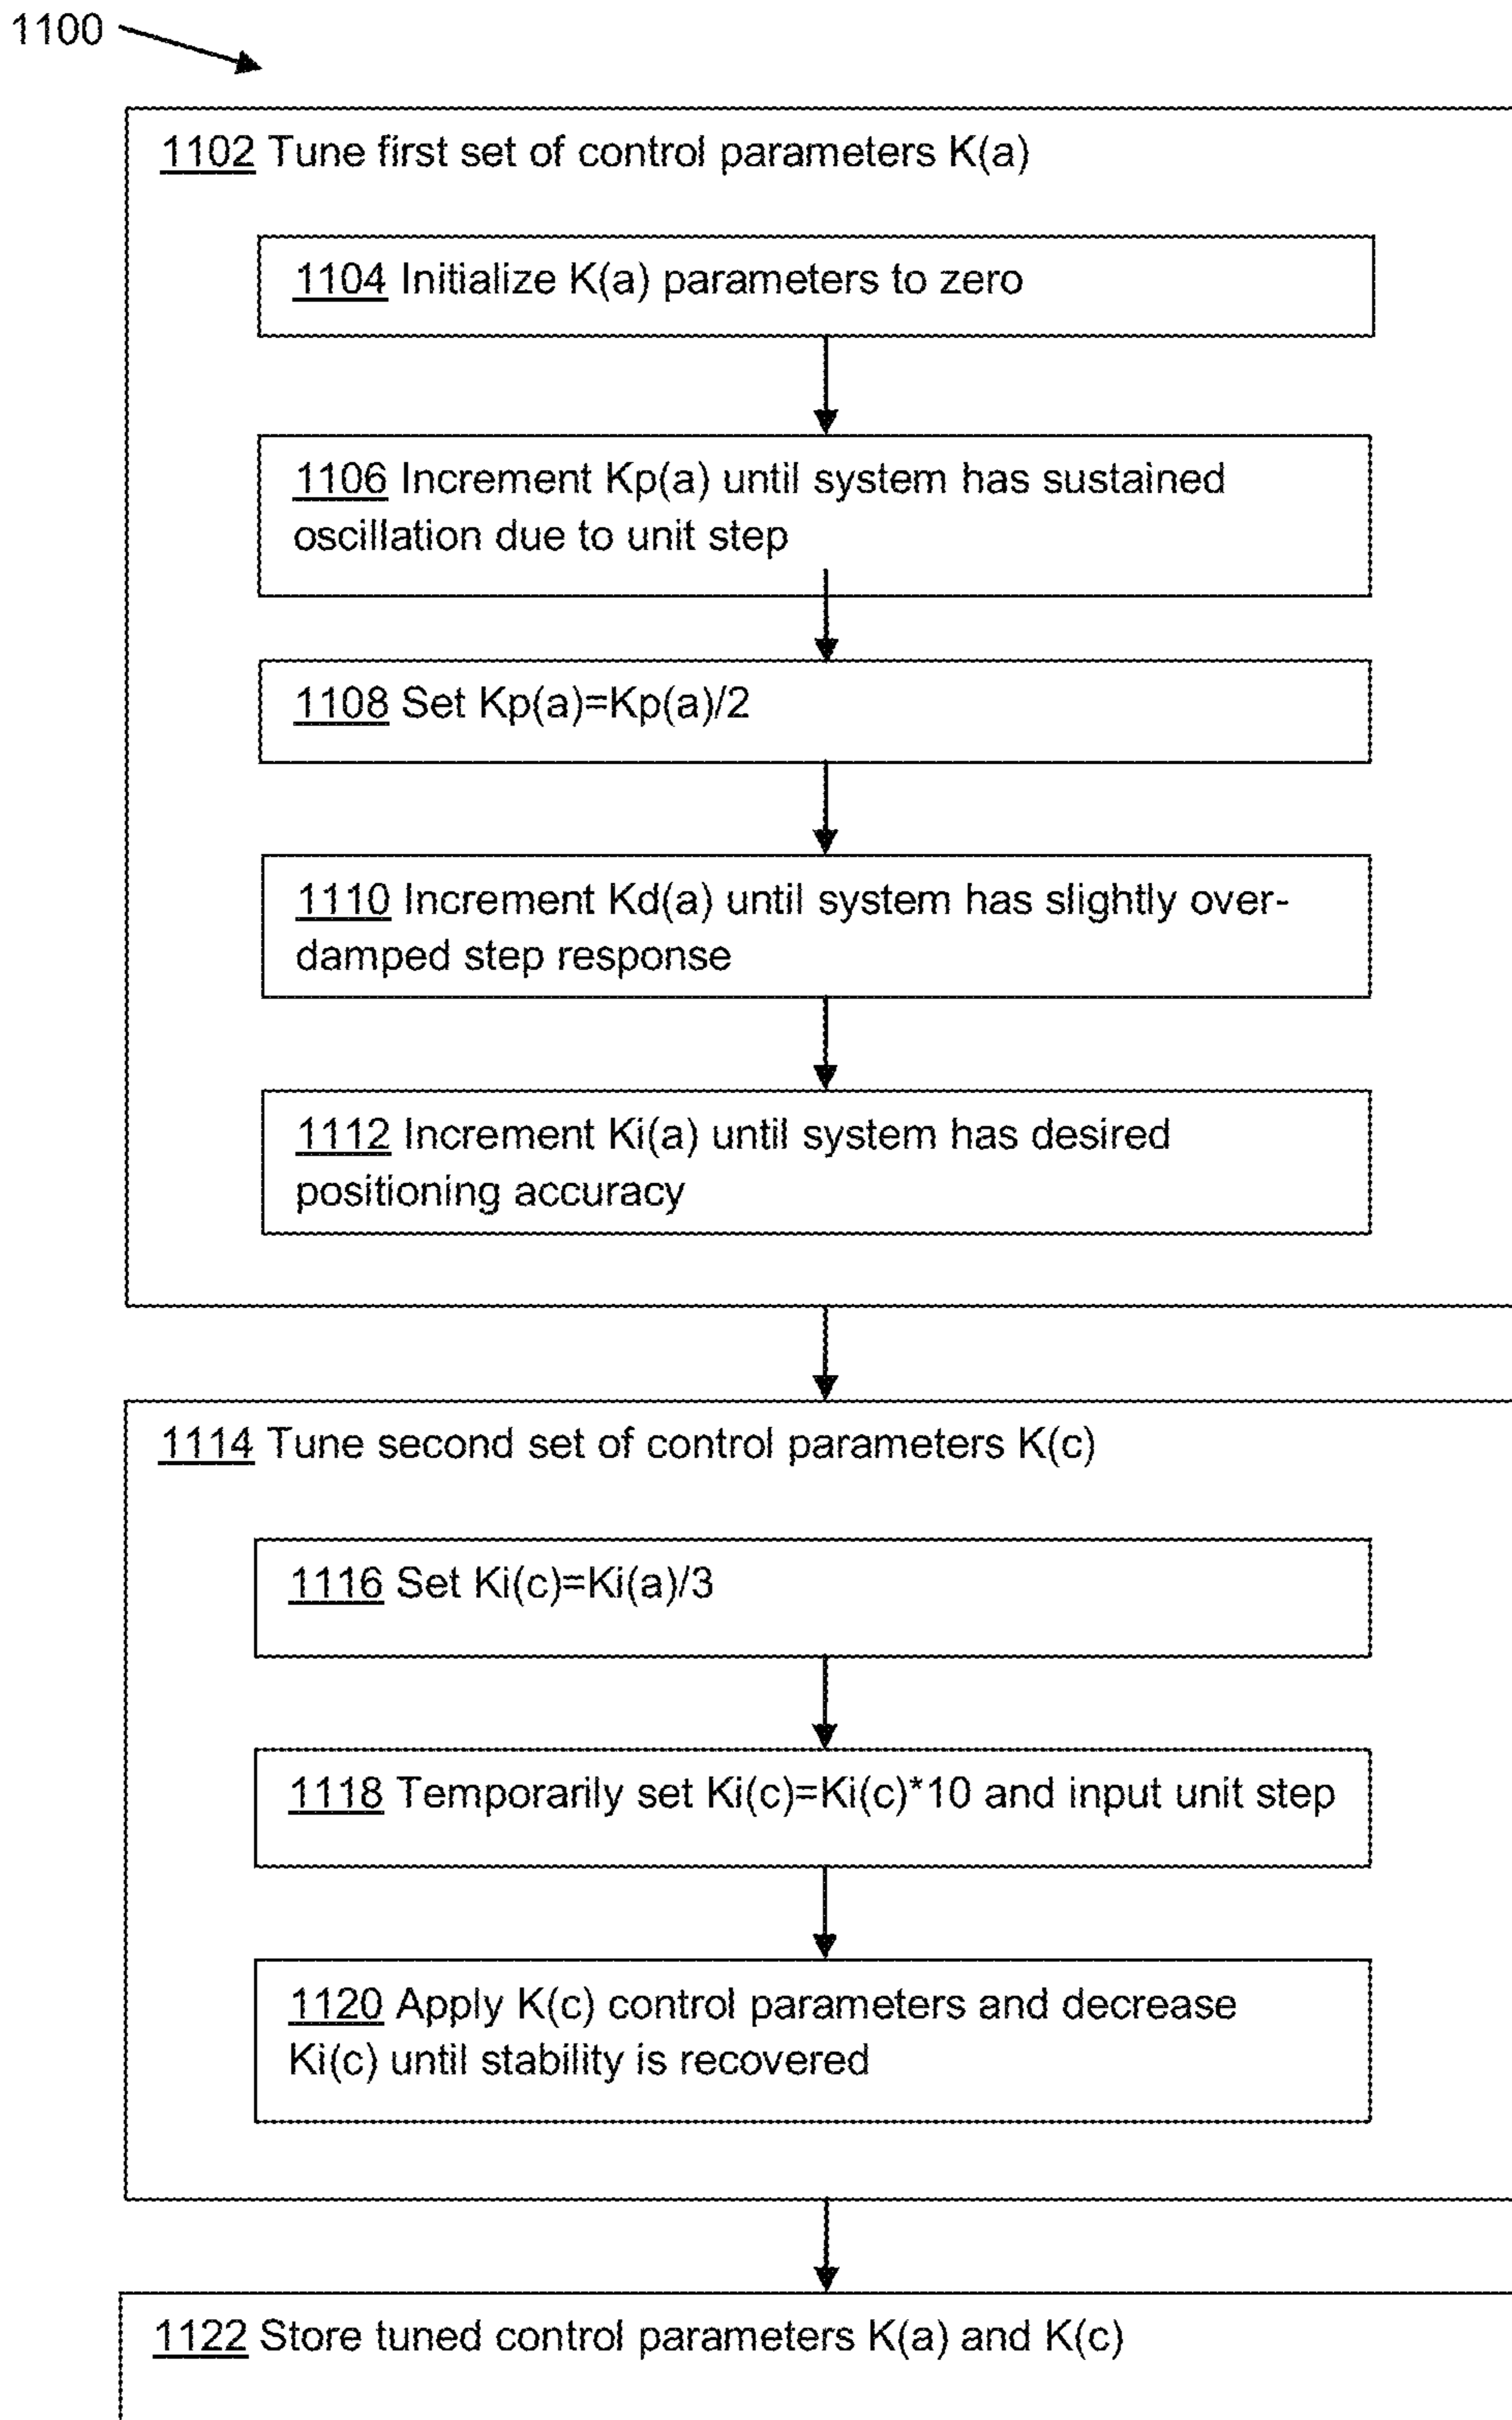 1100
1102 Tune first set of control parameters K(a)
1104 Initialize K(a) parameters to zero
1106 Increment Kp(a) until system has sustained
oscillation due to unit step
1108 Set Kp(a)=Kp(a)/2
1110 Increment Kd(a) until system has slightly over-
damped step response
1112 Increment Ki(a) until system has desired
positioning accuracy
1114 Tune second set of control parameters K(c)
1116 Set Ki(c)=Ki(a)/3
1118 Temporarily set Ki(c)=Ki(c)*10 and input unit step
1120 Apply K(c) control parameters and decrease
Ki(c) until stability is recovered
1122 Store tuned control parameters K(a) and K(c)